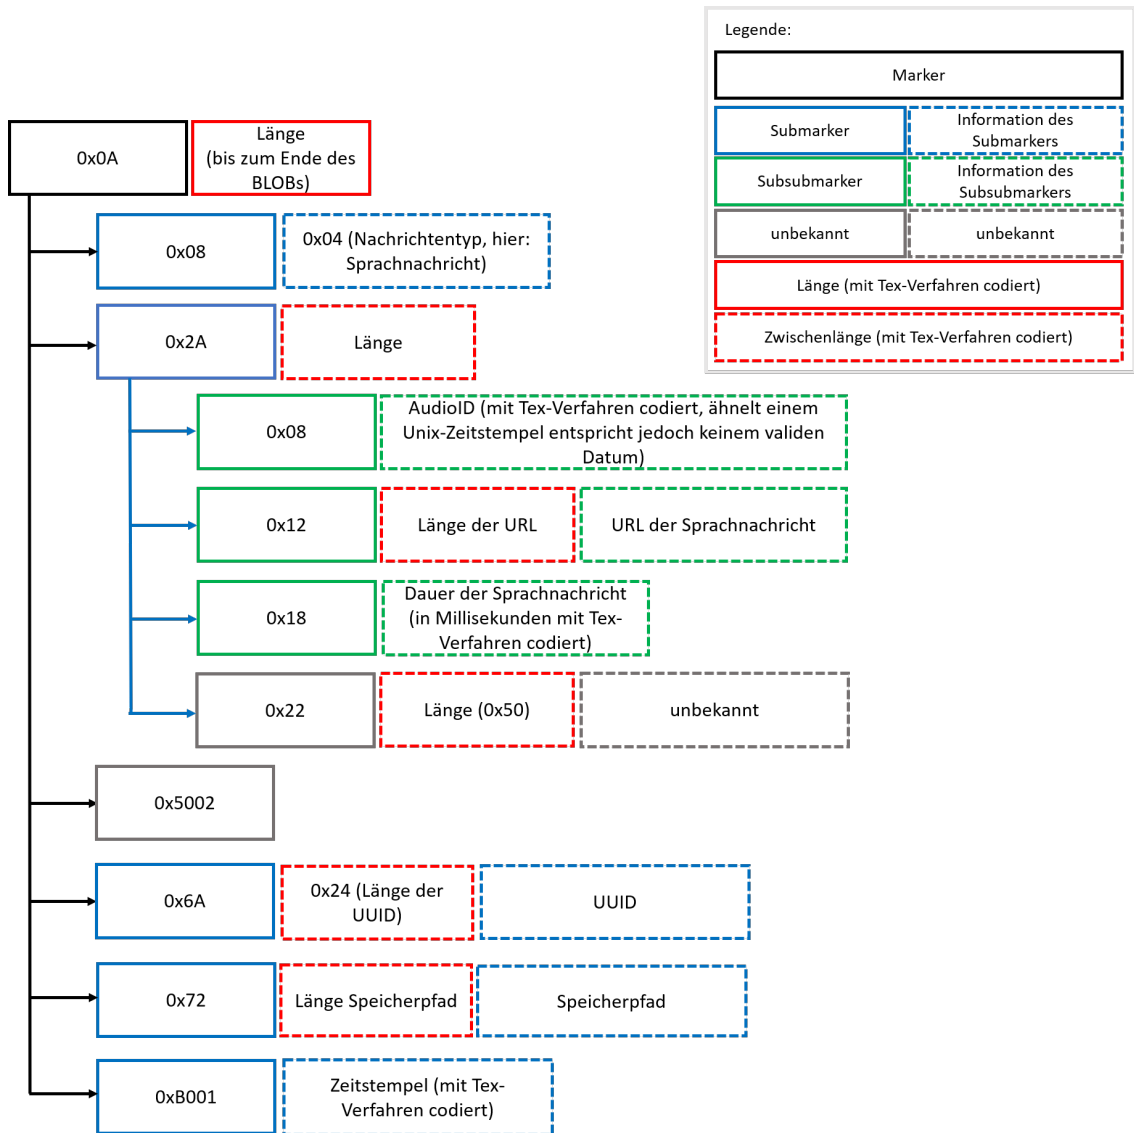 Legende:
Marker
Submarker
Information des
Submarkers
Subsubmarker
Information des
Subsubmarkers
unbekannt
unbekannt
Länge (mit Tex-Verfahren codiert)
Zwischenlänge (mit Tex-Verfahren codiert)
0x0A
Länge
(bis zum Ende des
BLOBs)
0x08
0x04 (Nachrichtentyp, hier:
Sprachnachricht)
0x2A
Länge
0x08
AudioID (mit Tex-Verfahren codiert, ähnelt einem
Unix-Zeitstempel entspricht jedoch keinem validen
Datum)
0x12
Länge der URL
URL der Sprachnachricht
0x18
Dauer der Sprachnachricht
(in Millisekunden mit Tex-
Verfahren codiert)
0x22
Länge (0x50)
unbekannt
0x5002
0x6A
0x24 (Länge der
UUID)
UUID
0x72
Länge Speicherpfad
Speicherpfad
0xB001
Zeitstempel (mit Tex-
Verfahren codiert)